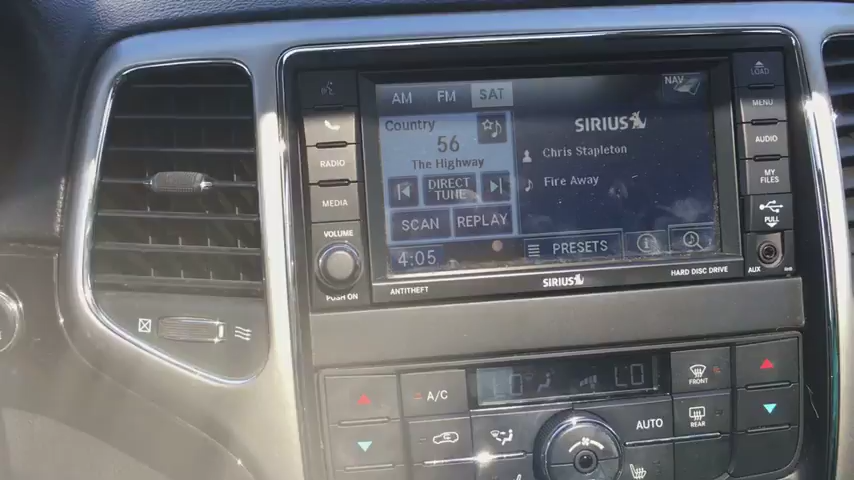 AM FM SAT NAV
LOAD
Country
56
The Highway
SIRIUS
Chris Stapleton
Fire Away
DIRECT
TUNE
SCAN REPLAY
4:05 PRESETS
RADIO
MEDIA
VOLUME
PUSH ON
MENU
AUDIO
MY
FILES
PULL
AUX
ANTITHEFT SIRIUS HARD DISC DRIVE
A/C
LO
FRONT
AUTO
REAR